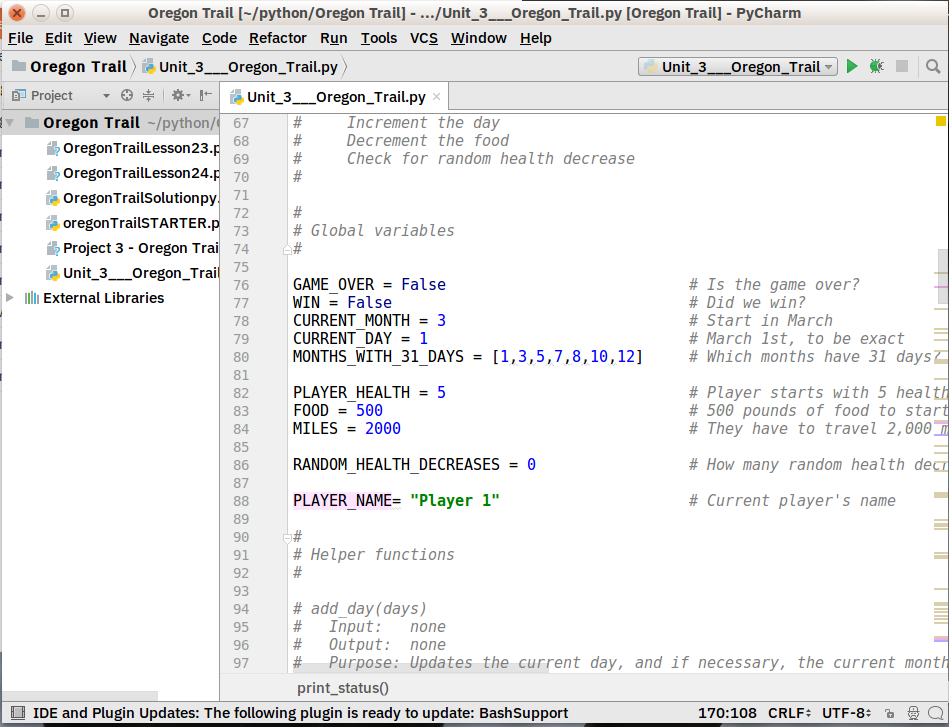 Oregon Trail [~/python/Oregon Trail] - .../Unit_3___Oregon_Trail.py [Oregon Trail] - PyCharm
File Edit View Navigate Code Refactor Run Tools VCS Window Help
Oregon Trail Unit_3___Oregon_Trail.py Unit_3___Oregon_Trail
Project
Unit_3___Oregon_Trail.py
Oregon Trail ~/python/
OregonTrailLesson23.p
OregonTrailLesson24.p
OregonTrailSolutionpy.
oregonTrailSTARTER.p
Project 3 - Oregon Trai
Unit_3___Oregon_Trail
External Libraries
67 #     Increment the day
68 #     Decrement the food
69 #     Check for random health decrease
70 #
71
72 #
73 # Global variables
74 #
75
76 GAME_OVER = False # Is the game over?
77 WIN = False # Did we win?
78 CURRENT_MONTH = 3 # Start in March
79 CURRENT_DAY = 1 # March 1st, to be exact
80 MONTHS_WITH_31_DAYS = [1,3,5,7,8,10,12] # Which months have 31 days?
81
82 PLAYER_HEALTH = 5 # Player starts with 5 health
83 FOOD = 500 # 500 pounds of food to start
84 MILES = 2000 # They have to travel 2,000 m
85
86 RANDOM_HEALTH_DECREASES = 0 # How many random health decr
87
88 PLAYER_NAME= "Player 1" # Current player's name
89
90 #
91 # Helper functions
92 #
93
94 # add_day(days)
95 #   Input:   none
96 #   Output:  none
97 #   Purpose: Updates the current day, and if necessary, the current month
print_status()
IDE and Plugin Updates: The following plugin is ready to update: BashSupport 170:108 CRLF UTF-8